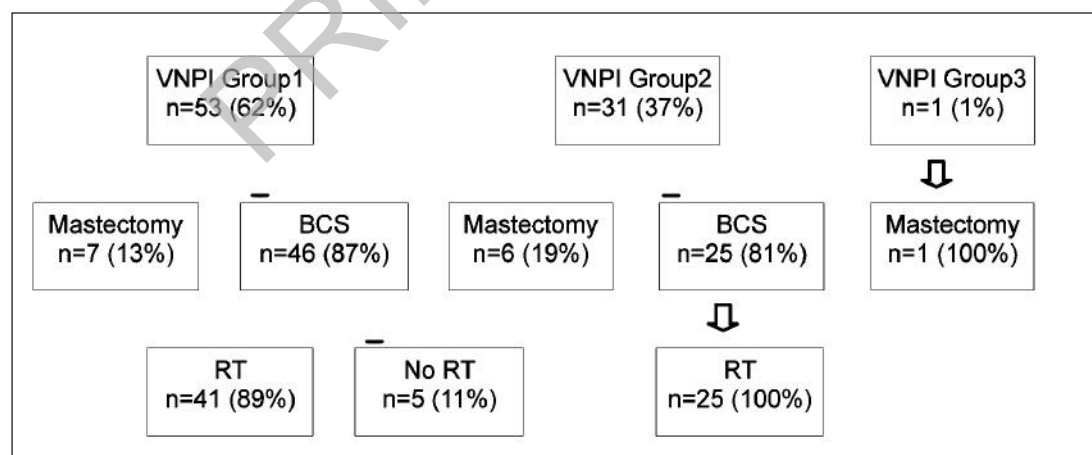 VNPI Group1
n=53 (62%)
VNPI Group2
n=31 (37%)
VNPI Group3
n=1 (1%)
Mastectomy
n=7 (13%)
BCS
n=46 (87%)
Mastectomy
n=6 (19%)
BCS
n=25 (81%)
Mastectomy
n=1 (100%)
RT
n=41 (89%)
No RT
n=5 (11%)
RT
n=25 (100%)
PRI